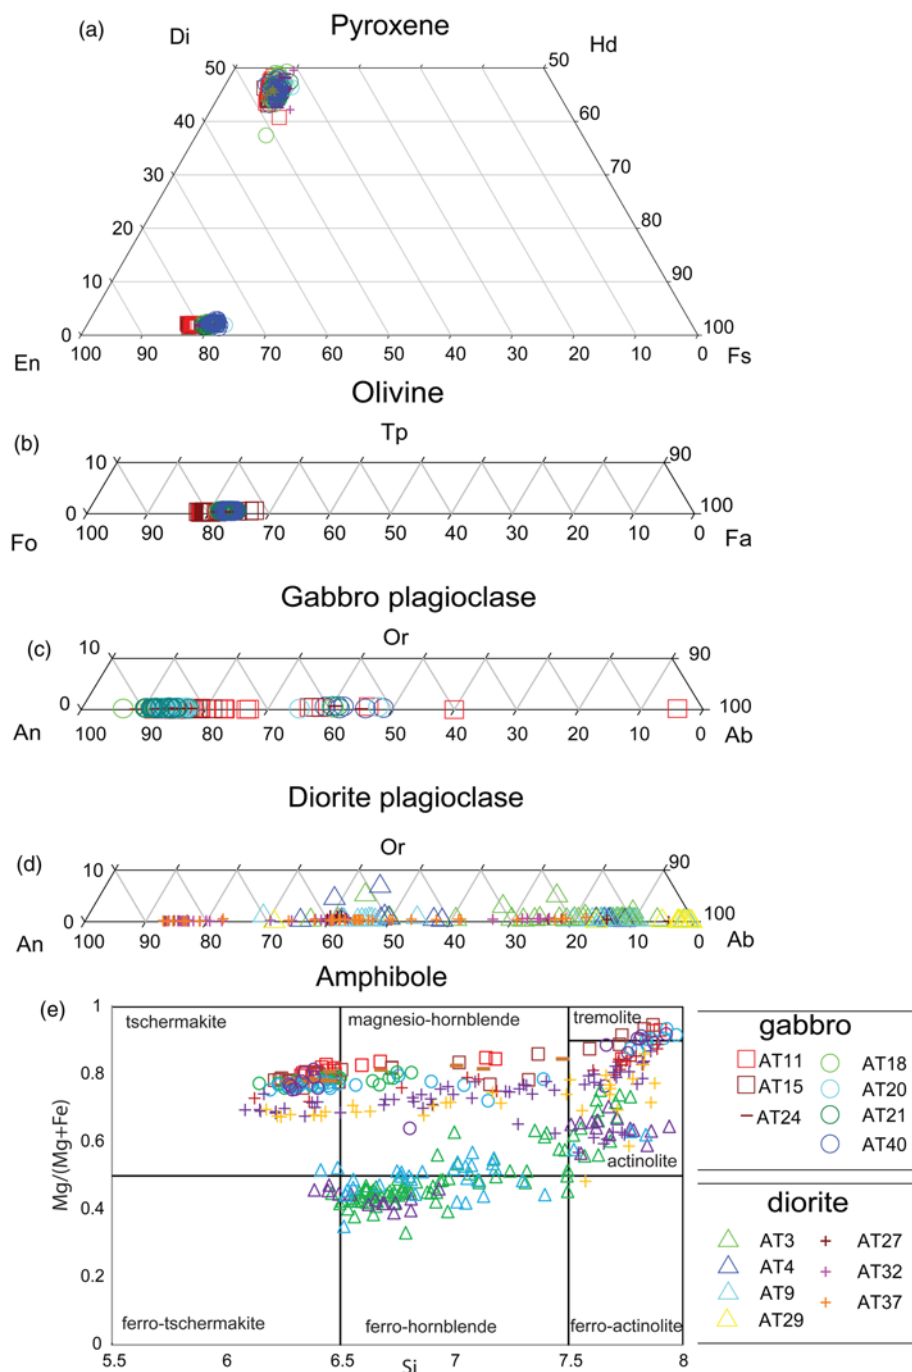 (a)
Pyroxene
Di
Hd
50
50
40
60
30
70
20
80
10
90
0
100
100 90 80 70 60 50 40 30 20 10 0
En
Fs
Olivine
(b)
Tp
10
90
0
100
100 90 80 70 60 50 40 30 20 10 0
Fo
Fa
Gabbro plagioclase
(c)
Or
10
90
0
100
An
100 90 80 70 60 50 40 30 20 10 0
Ab
Diorite plagioclase
(d)
Or
10
90
0
100
An
100 90 80 70 60 50 40 30 20 10 0
Ab
Amphibole
(e)
1
tschermakite
magnesio-hornblende
tremolite
0.8
0.6
actinolite
Mg/(Mg+Fe)
0.4
0.2
ferro-tschermakite
ferro-hornblende
ferro-actinolite
0
5.5 6 6.5 7 7.5 8
Si
gabbro
AT11
AT18
AT15
AT20
AT24
AT21
AT40
diorite
AT3
AT27
AT4
AT32
AT9
AT37
AT29